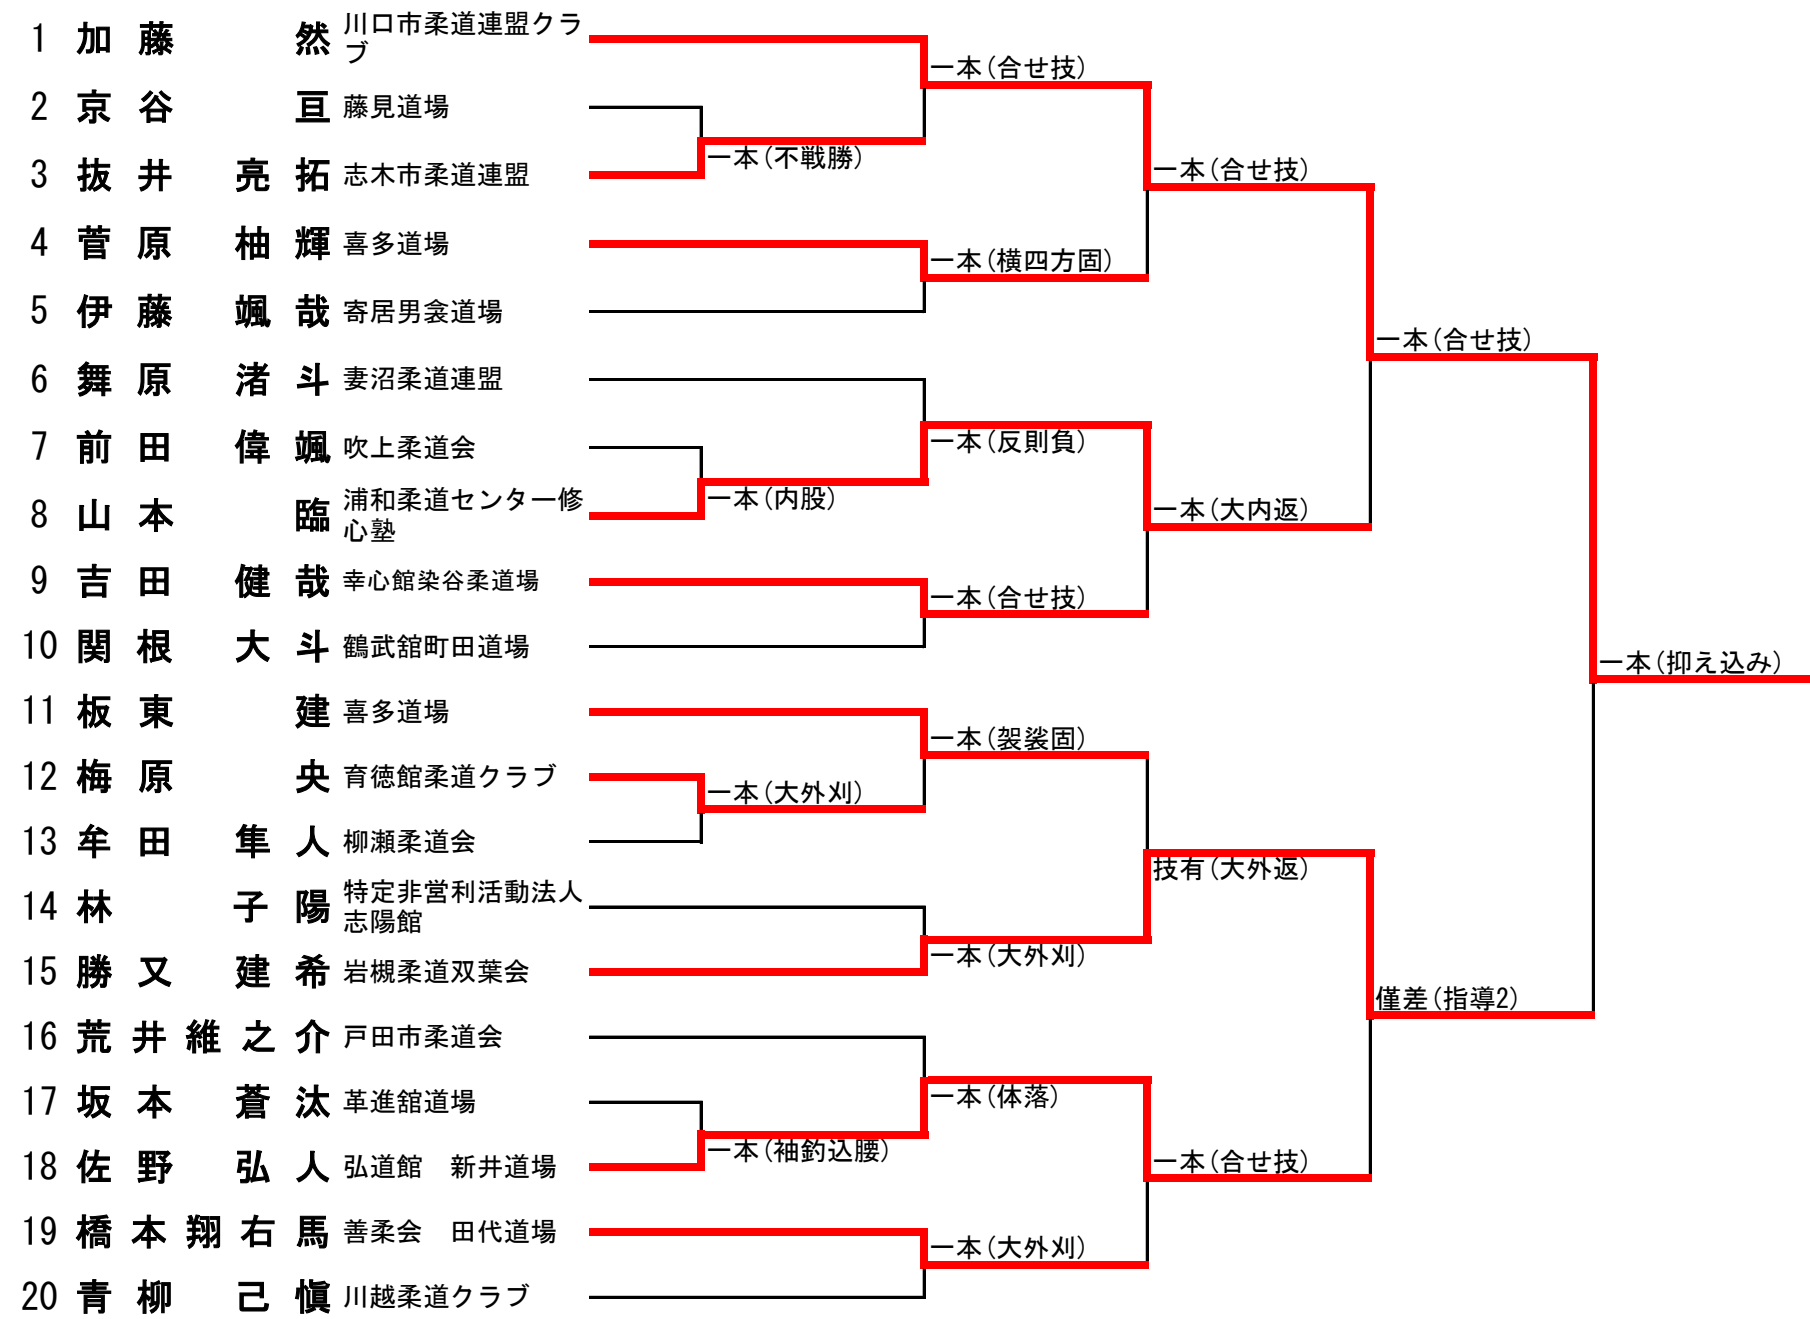 1 加藤 然 川口市柔道連盟クラ
ブ
2 京谷 亘 藤見道場
3 抜井 亮拓 志木市柔道連盟
4 菅原 柚輝 喜多道場
5 伊藤 颯哉 寄居男衾道場
6 舞原 渚斗 妻沼柔道連盟
7 前田 偉颯 吹上柔道会
8 山本 臨 浦和柔道センター修
心塾
9 吉田 健哉 幸心館染谷柔道場
10 関根 大斗 鶴武舘町田道場
11 板東 建 喜多道場
12 梅原 央 育徳館柔道クラブ
13 牟田 隼人 柳瀬柔道会
14 林 子陽 特定非営利活動法人
志陽館
15 勝又 建希 岩槻柔道双葉会
16 荒井維之介 戸田市柔道会
17 坂本 蒼汰 革進舘道場
18 佐野 弘人 弘道館 新井道場
19 橋本翔右馬 善柔会 田代道場
20 青柳 己愼 川越柔道クラブ
一本(不戦勝)
一本(内股)
一本(大外刈)
一本(袖釣込腰)
一本(合せ技)
一本(横四方固)
一本(反則負)
一本(合せ技)
一本(袈裟固)
一本(大外刈)
一本(体落)
一本(大外刈)
一本(合せ技)
一本(大内返)
技有(大外返)
一本(合せ技)
一本(合せ技)
僅差(指導2)
一本(抑え込み)